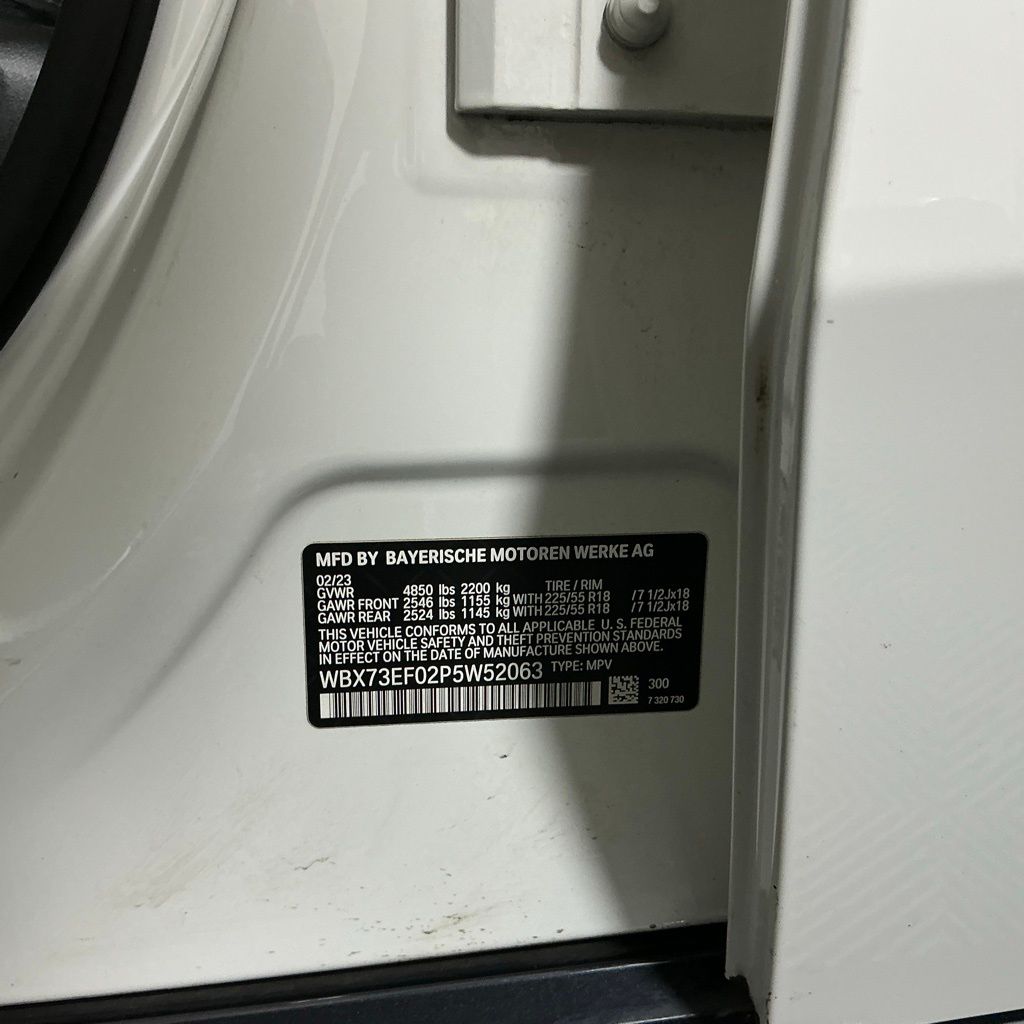 MFD BY BAYERISCHE MOTOREN WERKE AG
02/23
GVWR 4850 lbs 2200 kg TIRE / RIM
GAWR FRONT 2546 lbs 1155 kg WITH 225/55 R18 /7 1/2Jx18
GAWR REAR 2524 lbs 1145 kg WITH 225/55 R18 /7 1/2Jx18
THIS VEHICLE CONFORMS TO ALL APPLICABLE U. S. FEDERAL
MOTOR VEHICLE SAFETY AND THEFT PREVENTION STANDARDS
IN EFFECT ON THE DATE OF MANUFACTURE SHOWN ABOVE.
WBX73EF02P5W52063 TYPE: MPV
300
7 320 730